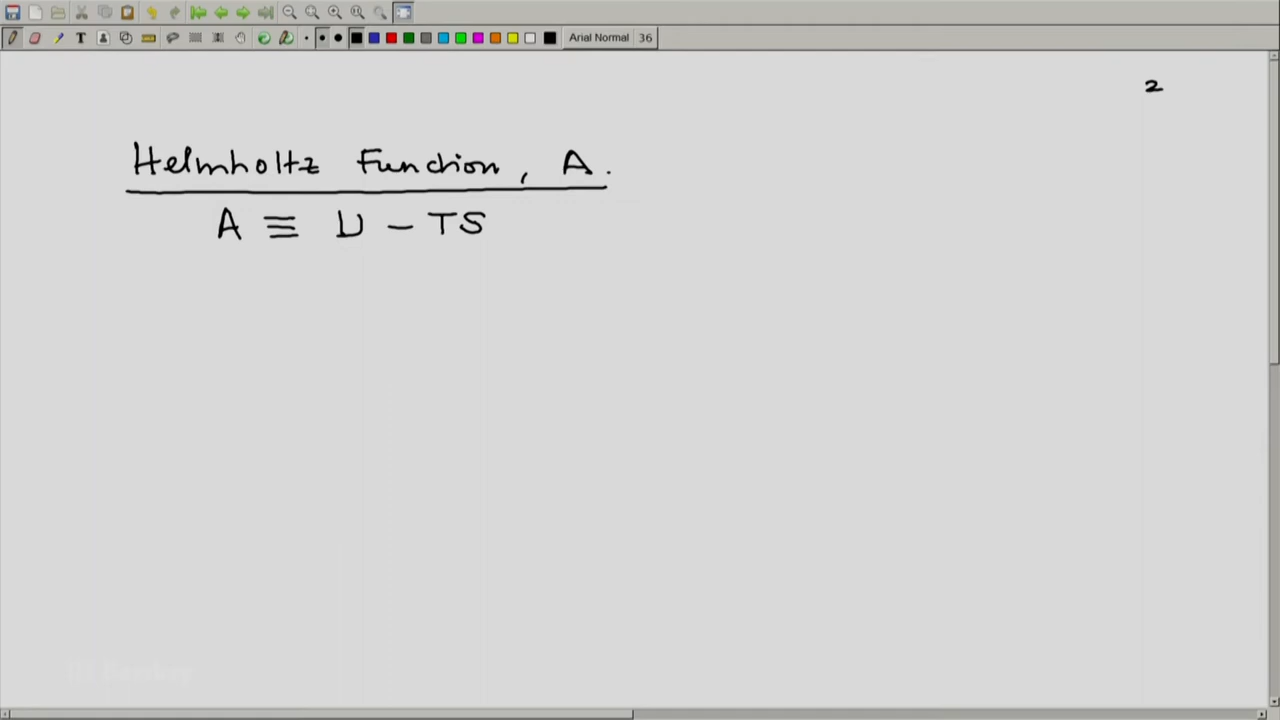 Arial Normal 36
2
Helmholtz Function, A.
A ≡ U - TS